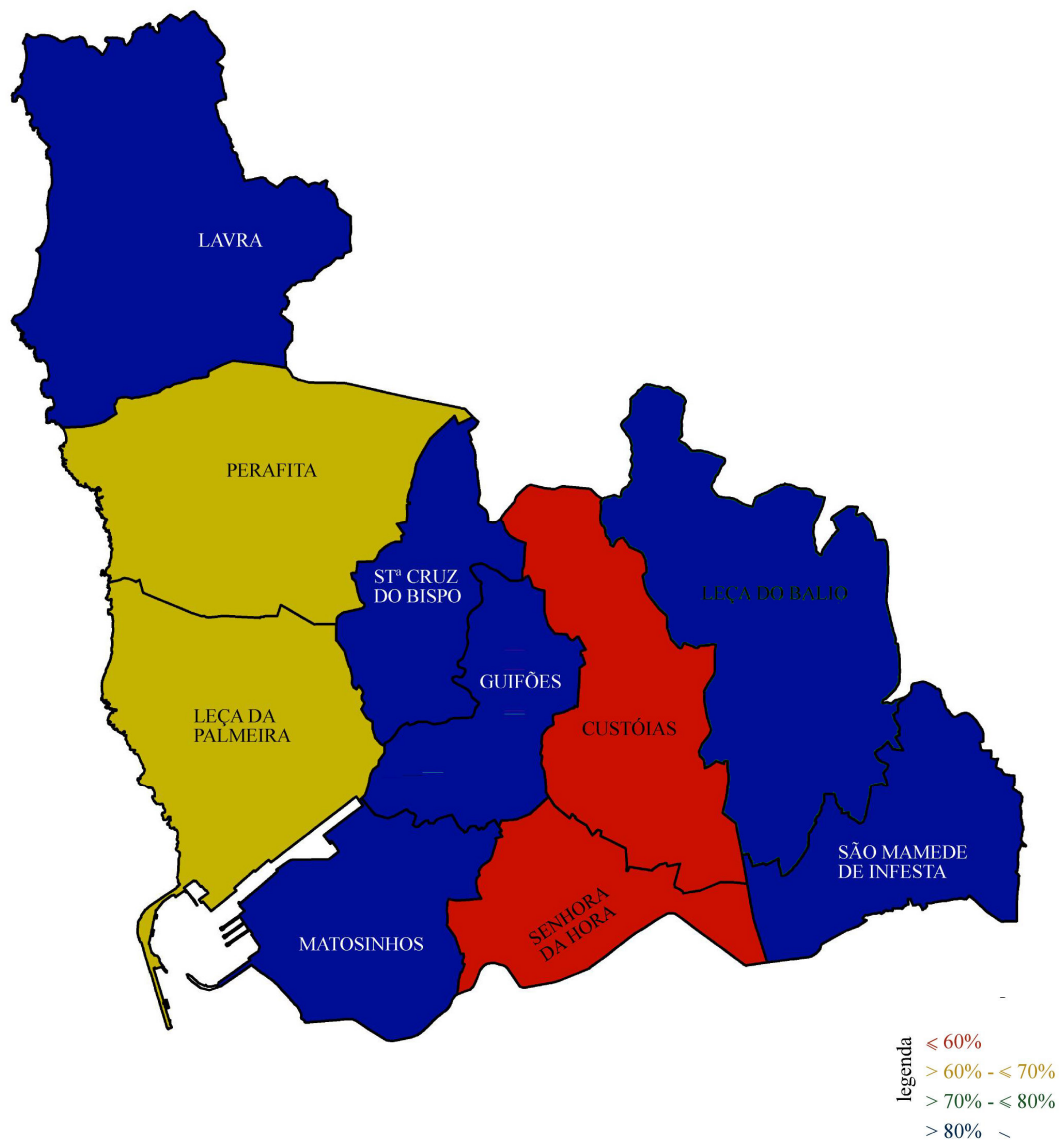 LAVRA
PERAFITA
STª CRUZ
DO BISPO
LEÇA DO BALIO
GUIFÕES
LEÇA DA
PALMEIRA
CUSTÓIAS
SÃO MAMEDE
DE INFESTA
SENHORA
DA HORA
MATOSINHOS
legenda
⩽ 60%
> 60% - ⩽ 70%
> 70% - ⩽ 80%
> 80%